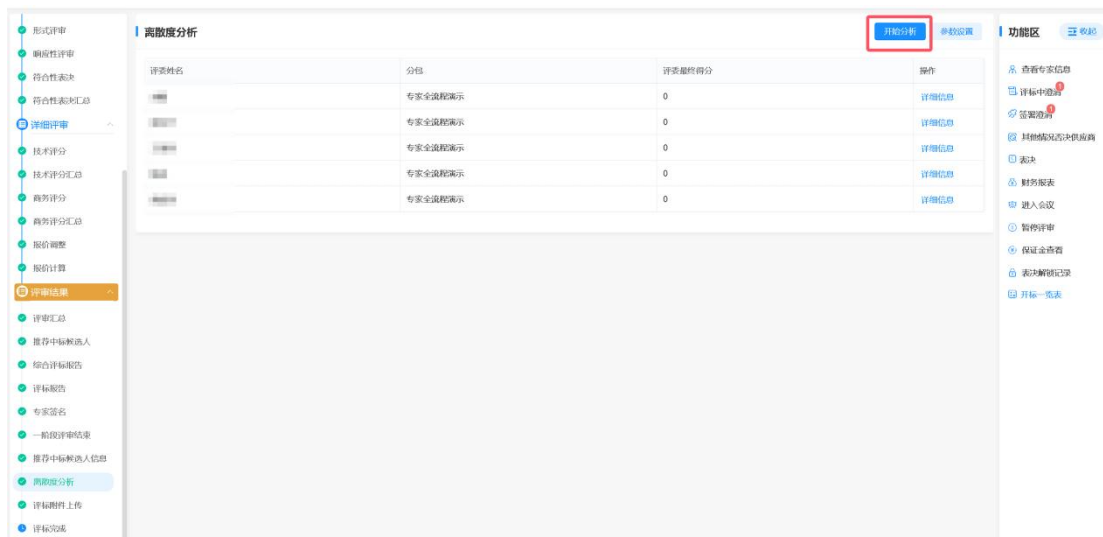 形式评审
响应性评审
符合性表决
符合性表决汇总
详细评审
技术评分
技术评分汇总
商务评分
商务评分汇总
报价调整
报价计算
评审结果
评审汇总
推荐中标候选人
综合评标报告
评标报告
专家签名
一阶段评审结束
推荐中标候选人信息
离散度分析
评标附件上传
评标完成
离散度分析
开始分析 参数设置
评委姓名 分包 评委最终得分 操作
专家全流程演示 0 详细信息
专家全流程演示 0 详细信息
专家全流程演示 0 详细信息
专家全流程演示 0 详细信息
专家全流程演示 0 详细信息
功能区 收起
查看专家信息
评标中澄清 1
签署澄清 1
其他情况否决供应商
表决
财务报表
进入会议
暂停评审
保证金查看
表决解锁记录
开标一览表